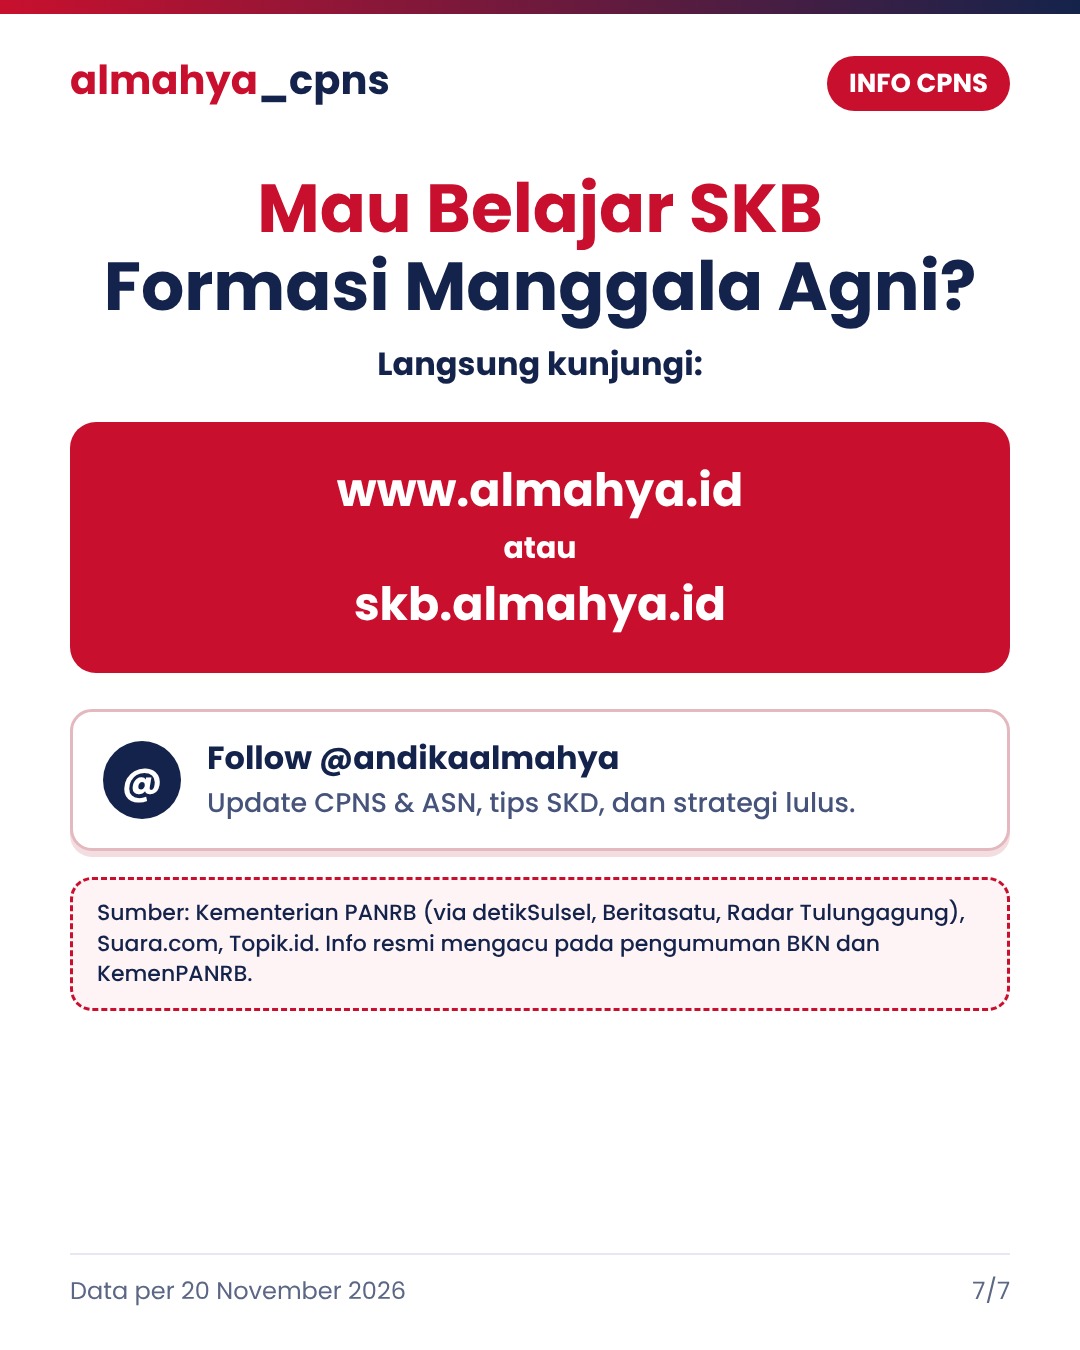 almahya_cpns
INFO CPNS
Mau Belajar SKB
Formasi Manggala Agni?
Langsung kunjungi:
www.almahya.id
atau
skb.almahya.id
@
Follow @andikaalmahya
Update CPNS & ASN, tips SKD, dan strategi lulus.
Sumber: Kementerian PANRB (via detikSulsel, Beritasatu, Radar Tulungagung),
Suara.com, Topik.id. Info resmi mengacu pada pengumuman BKN dan
KemenPANRB.
Data per 20 November 2026
7/7